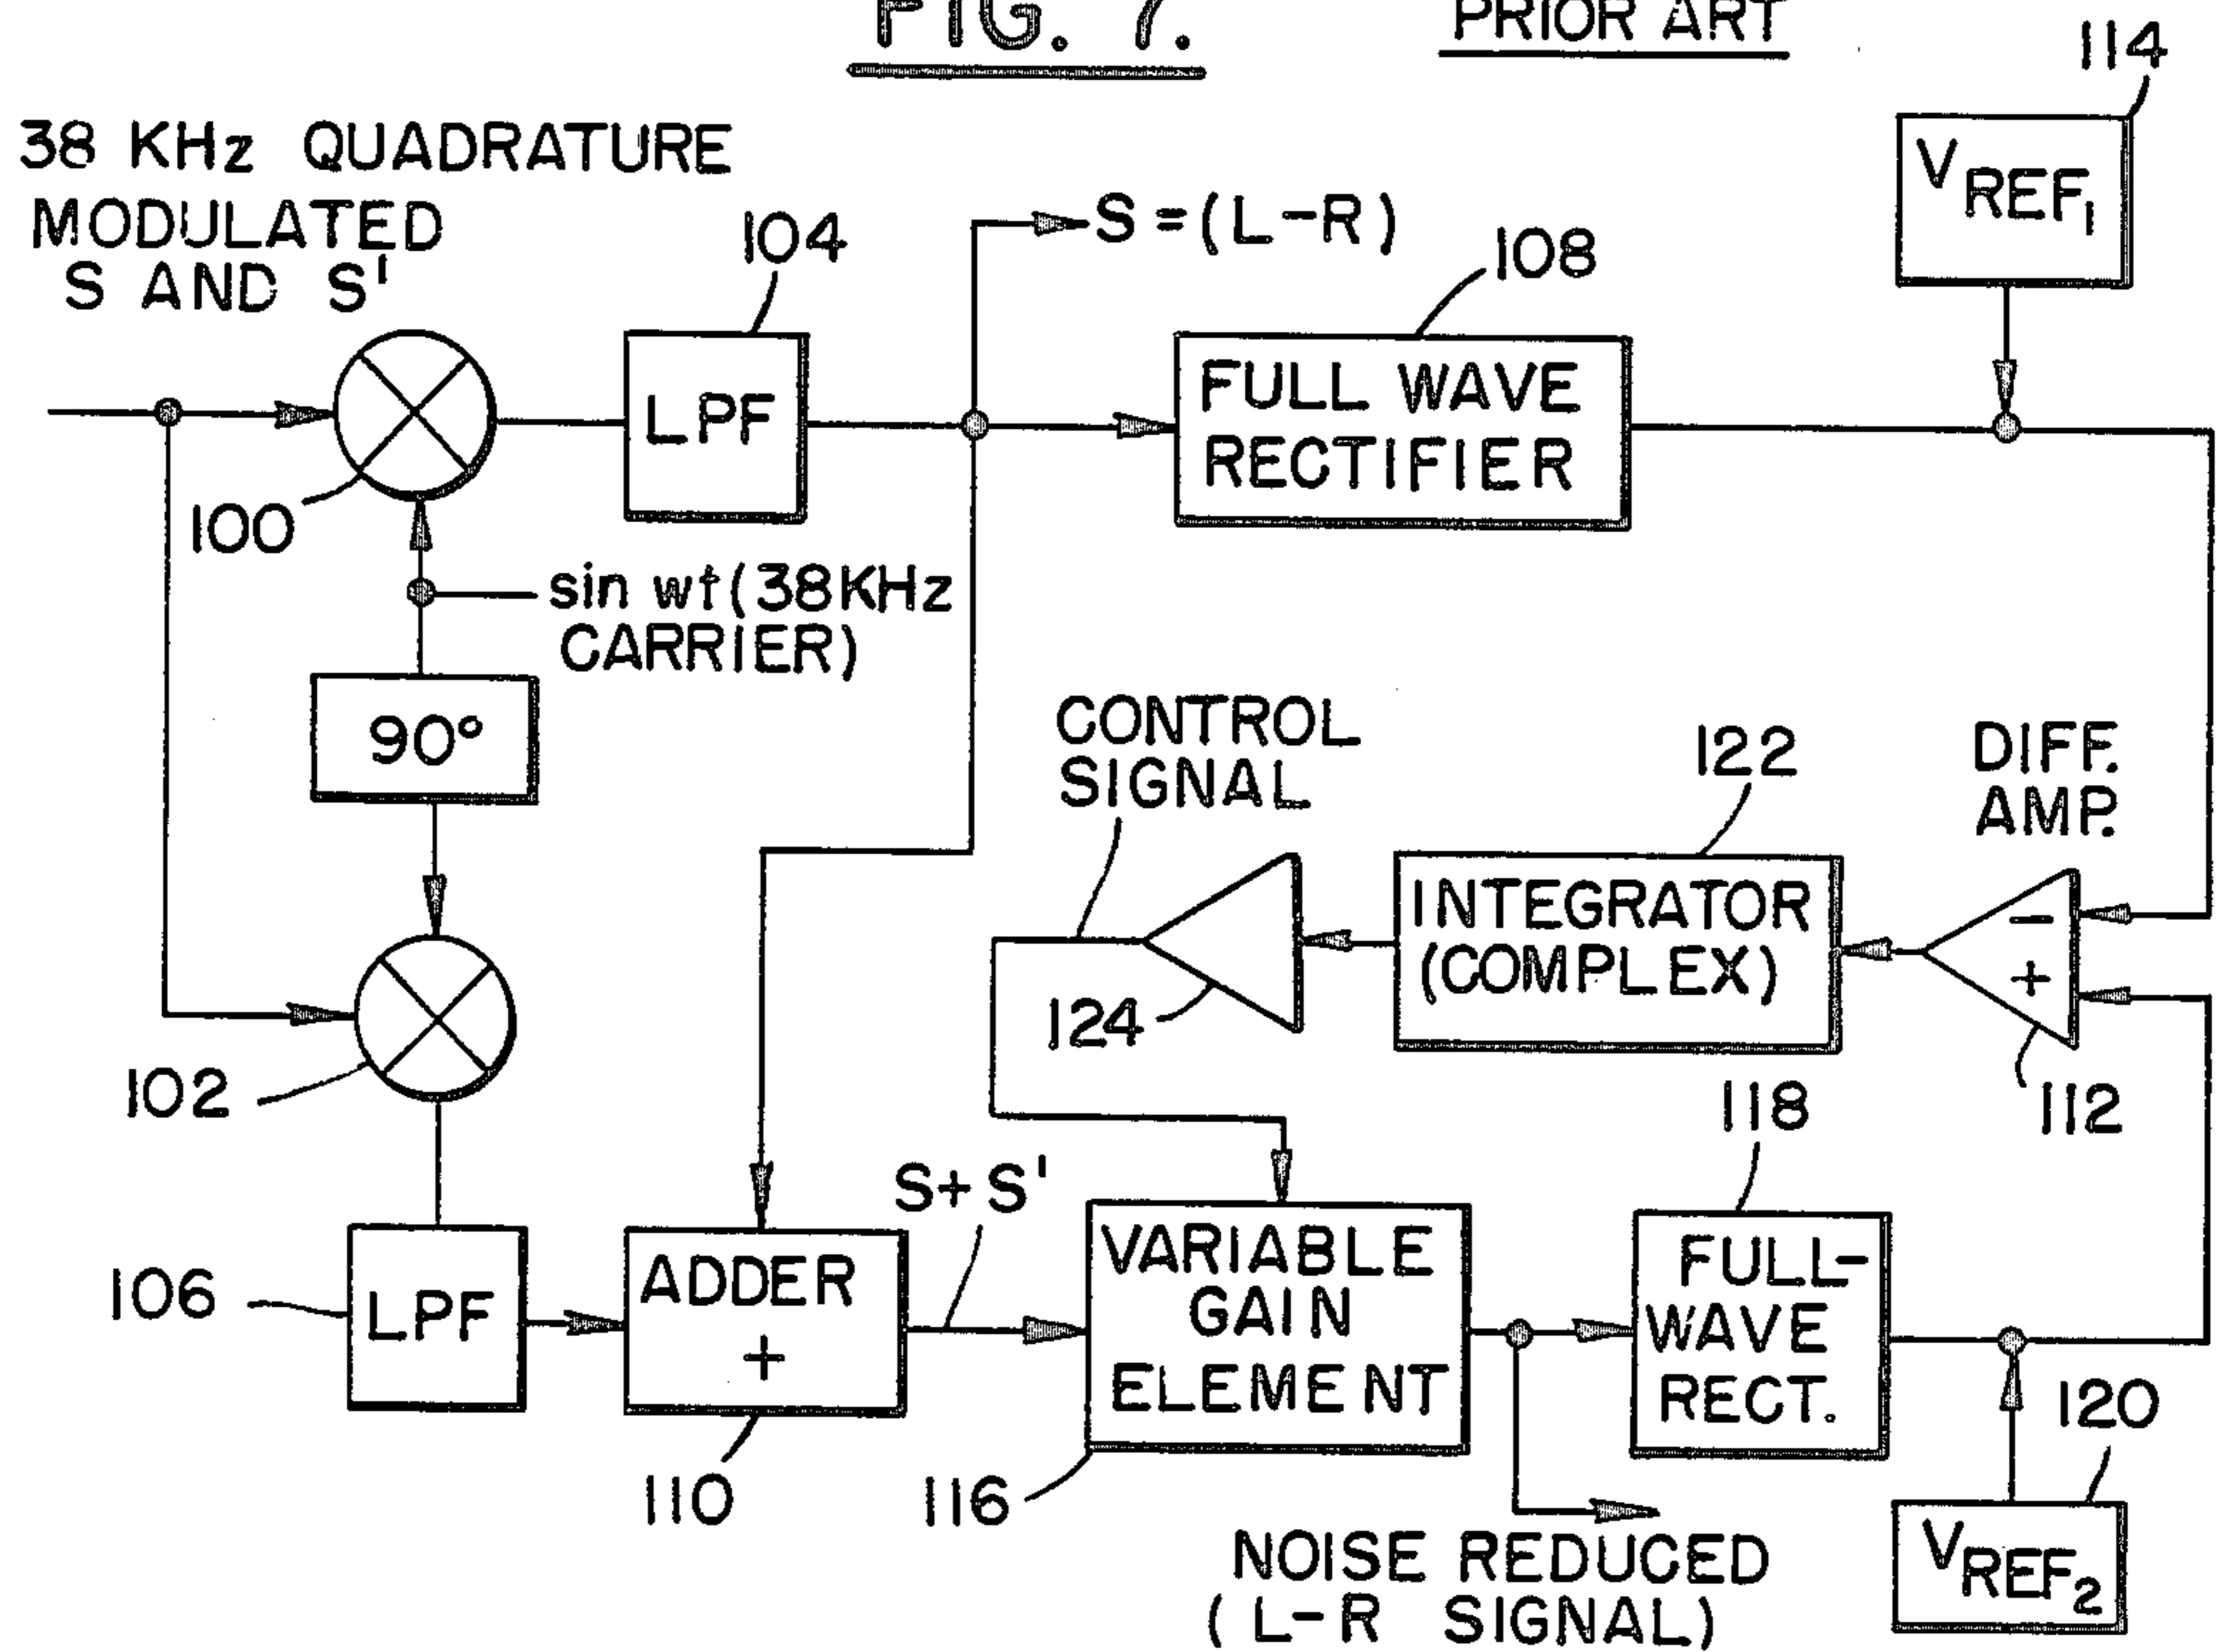 FIG. 7.
PRIOR ART
114
38 KHz QUADRATURE
MODULATED
S AND S'
V REF1
S = (L-R)
104
108
LPF
FULL WAVE
RECTIFIER
100
sin wt (38KHz
CARRIER)
90°
CONTROL
SIGNAL
122
DIFF.
AMP.
INTEGRATOR
(COMPLEX)
-
+
124
102
118
112
S+S'
106
LPF
ADDER
+
VARIABLE
GAIN
ELEMENT
FULL-
WAVE
RECT.
120
110
116
V REF2
NOISE REDUCED
(L-R SIGNAL)